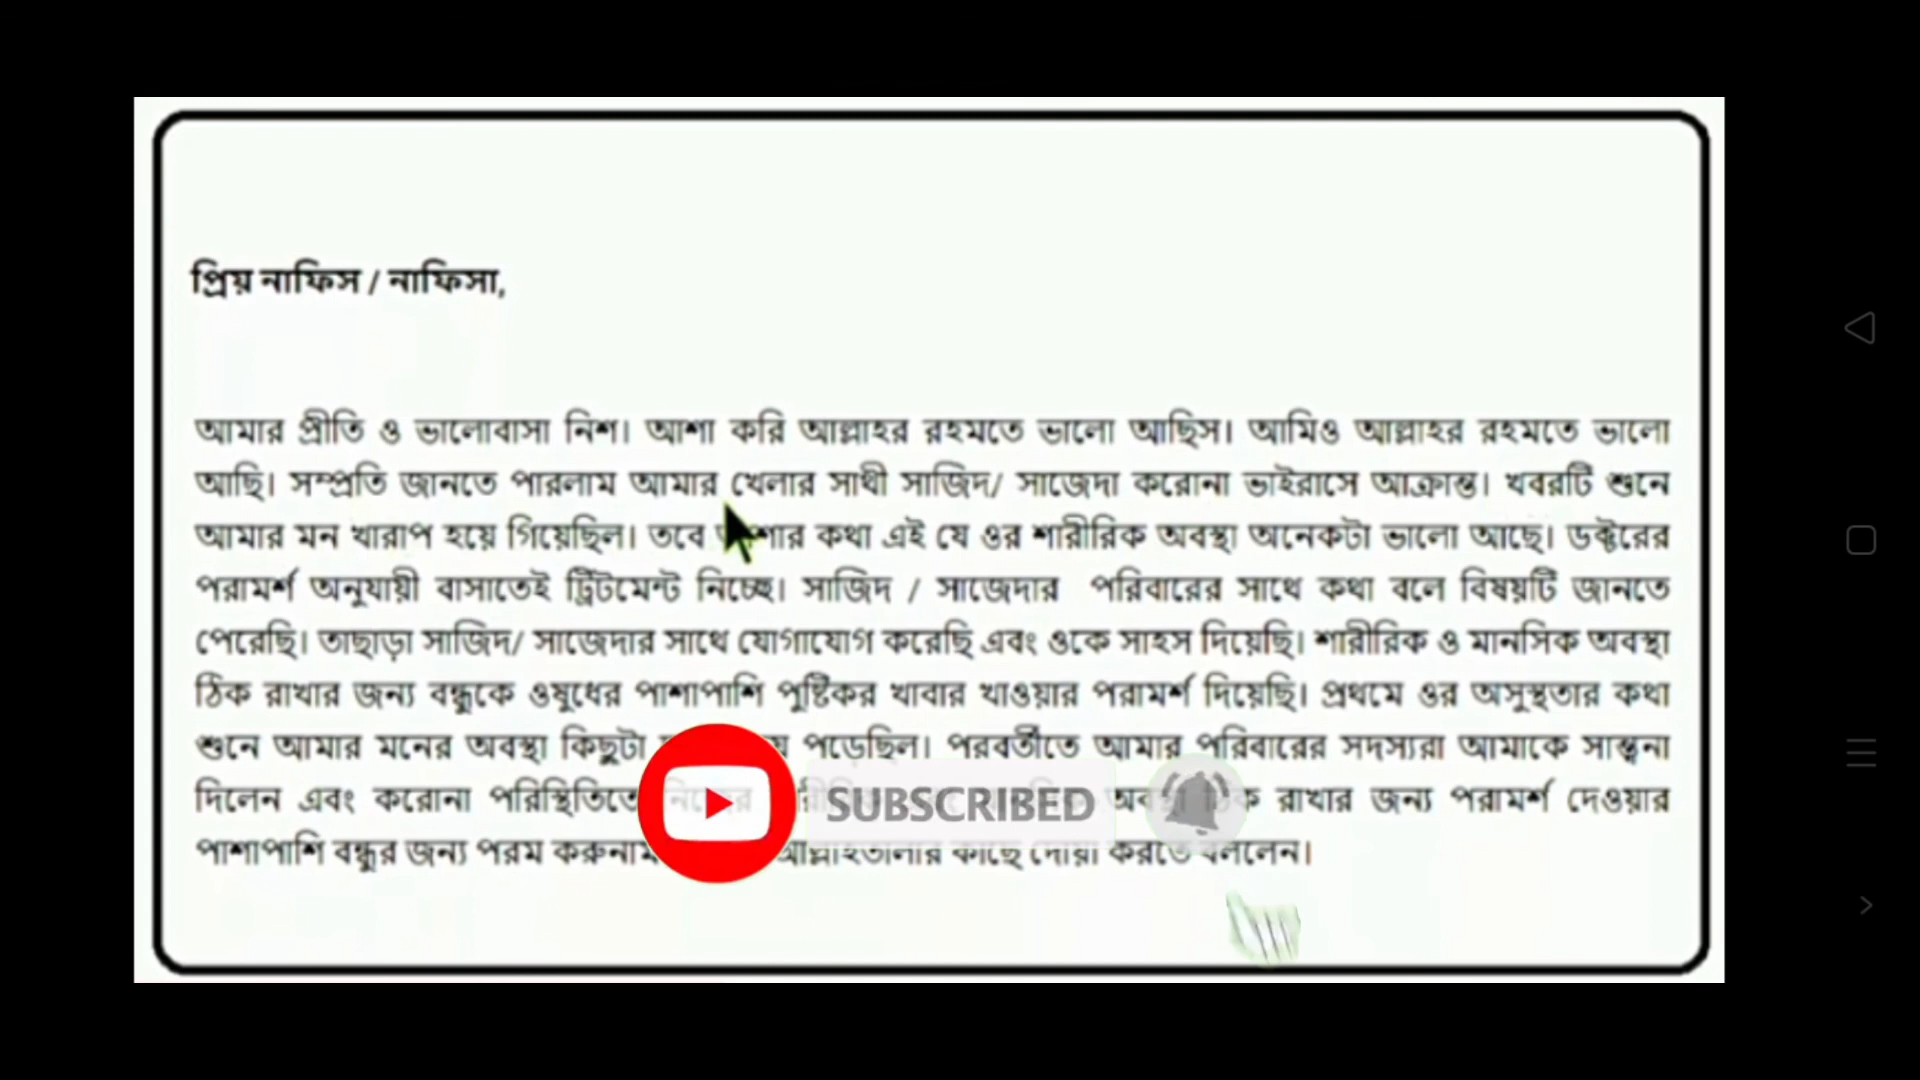 প্রিয় নাফিস / নাফিসা,
আমার প্রীতি ও ভালোবাসা নিশ। আশা করি আল্লাহর রহমতে ভালো আছিস। আমিও আল্লাহর রহমতে ভালো
আছি। সম্প্রতি জানতে পারলাম আমার খেলার সাথী সাজিদ/ সাজেদা করোনা ভাইরাসে আক্রান্ত। খবরটি শুনে
আমার মন খারাপ হয়ে গিয়েছিল। তবে কথা এই যে ওর শারীরিক অবস্থা অনেকটা ভালো আছে। ডক্টরের
পরামর্শ অনুযায়ী বাসাতেই ট্রিটমেন্ট নিচ্ছে। সাজিদ / সাজেদার পরিবারের সাথে কথা বলে বিষয়টি জানতে
পেরেছি। তাছাড়া সাজিদ/ সাজেদার সাথে যোগাযোগ করেছি এবং ওকে সাহস দিয়েছি। শারীরিক ও মানসিক অবস্থা
ঠিক রাখার জন্য বন্ধুকে ওষুধের পাশাপাশি পুষ্টিকর খাবার খাওয়ার পরামর্শ দিয়েছি। প্রথমে ওর অসুস্থতার কথা
শুনে আমার মনের অবস্থা কিছুটা পড়েছিল। পরবর্তীতে আমার পরিবারের সদস্যরা আমাকে সান্ত্বনা
দিলেন এবং করোনা পরিস্থিতিতে রাখার জন্য পরামর্শ দেওয়ার
পাশাপাশি বন্ধুর জন্য পরম আল্লাহতালার কাছে দোয়া করতে বললেন।
SUBSCRIBED